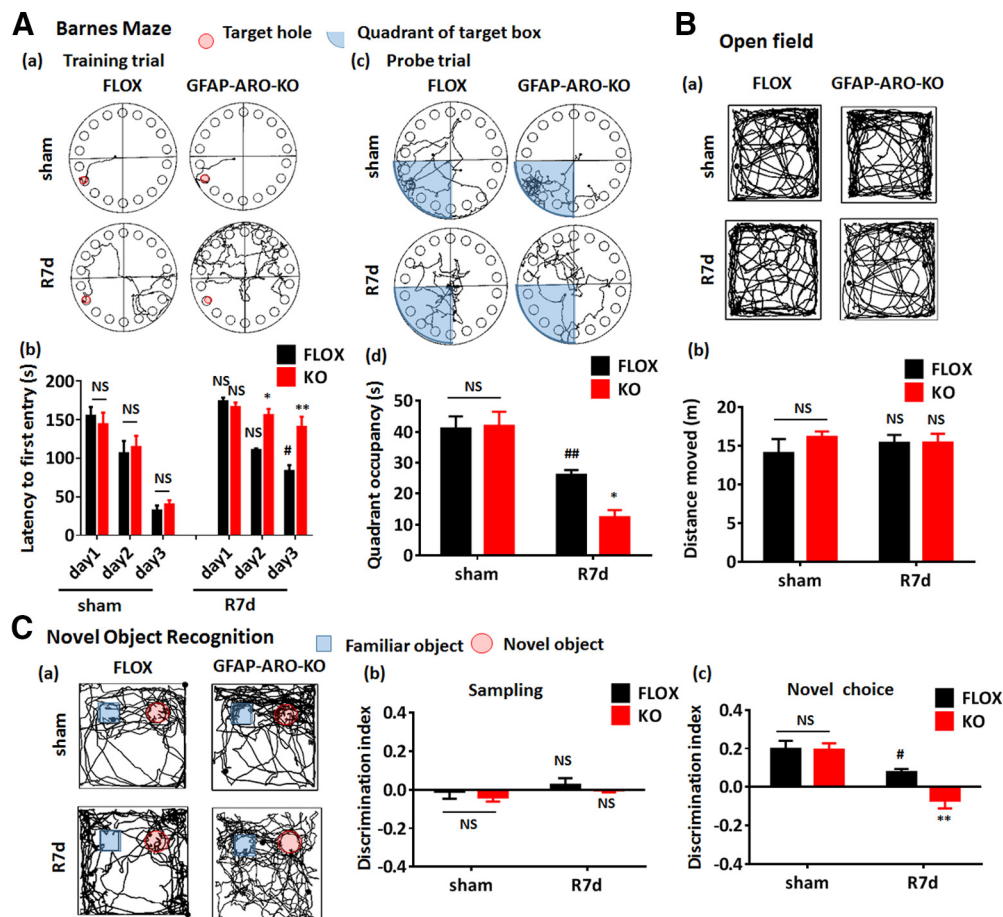 A Barnes Maze Target hole Quadrant of target box
(a) Training trial
FLOX GFAP-ARO-KO
sham
R7d
(c) Probe trial
FLOX GFAP-ARO-KO
sham
R7d
(b)
FLOX
KO
Latency to first entry (s)
200
150
100
50
0
NS NS NS NS NS NS * # **
day1 day2 day3 day1 day2 day3
sham R7d
(d)
FLOX
KO
Quadrant occupancy (s)
50
40
30
20
10
0
NS ## *
sham R7d
B Open field
(a)
FLOX GFAP-ARO-KO
sham
R7d
(b)
FLOX
KO
Distance moved (m)
20
15
10
5
0
NS NS NS
sham R7d
C Novel Object Recognition
Familiar object Novel object
(a)
FLOX GFAP-ARO-KO
sham
R7d
(b)
Sampling
FLOX
KO
Discrimination index
0.4
0.2
0.0
-0.2
-0.4
NS NS NS
sham R7d
(c)
Novel choice
FLOX
KO
Discrimination index
0.4
0.2
0.0
-0.2
-0.4
NS # **
sham R7d